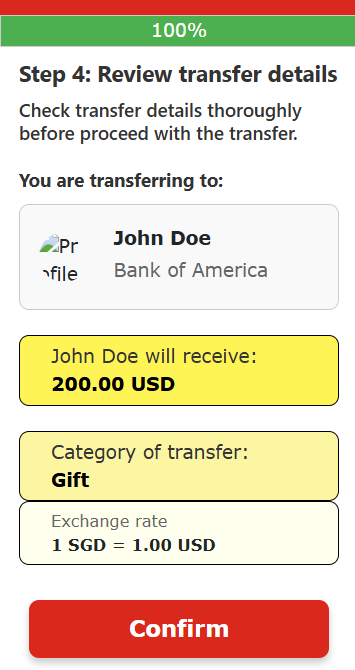 100%
Step 4: Review transfer details
Check transfer details thoroughly
before proceed with the transfer.
You are transferring to:
Pr
ofile
John Doe
Bank of America
John Doe will receive:
200.00 USD
Category of transfer:
Gift
Exchange rate
1 SGD = 1.00 USD
Confirm